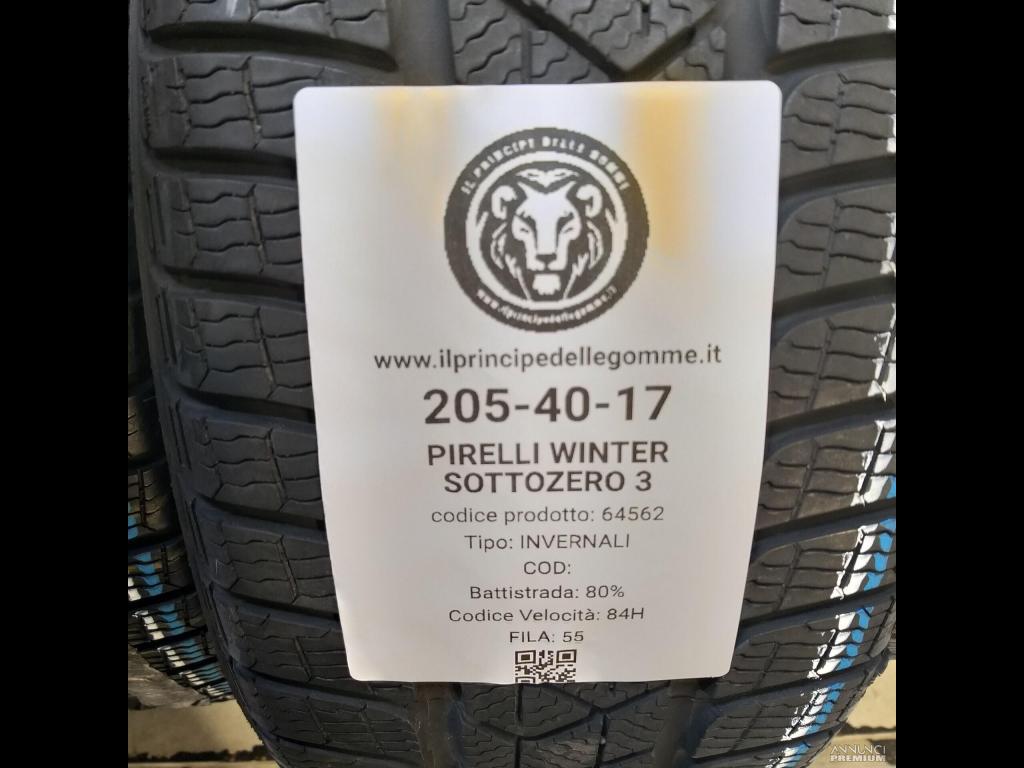 IL PRINCIPE DELLE GOMME
www.ilprincipedellegomme.it
www.ilprincipedellegomme.it
205-40-17
PIRELLI WINTER
SOTTOZERO 3
codice prodotto: 64562
Tipo: INVERNALI
COD:
Battistrada: 80%
Codice Velocità: 84H
FILA: 55
ANNUNCI
PREMIUM